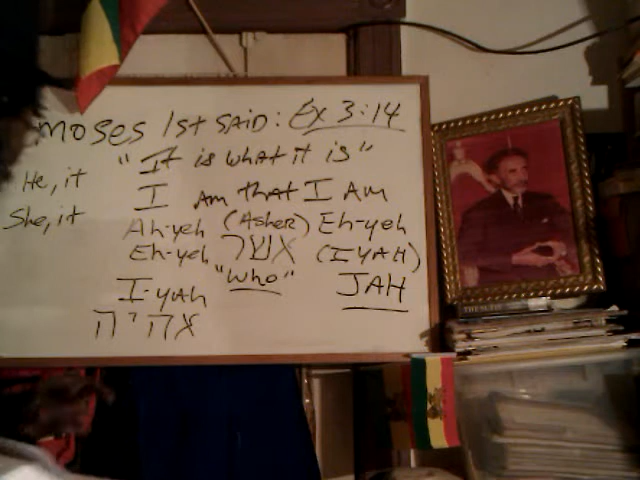 MOSES 1st SAID: Ex 3:14
"It is what it is"
He, it
She, it
I am that I AM
Ah-yeh (Asher) Eh-yeh
Eh-yeh אשר (IYAH)
"Who"
I-yah JAH
אהיה